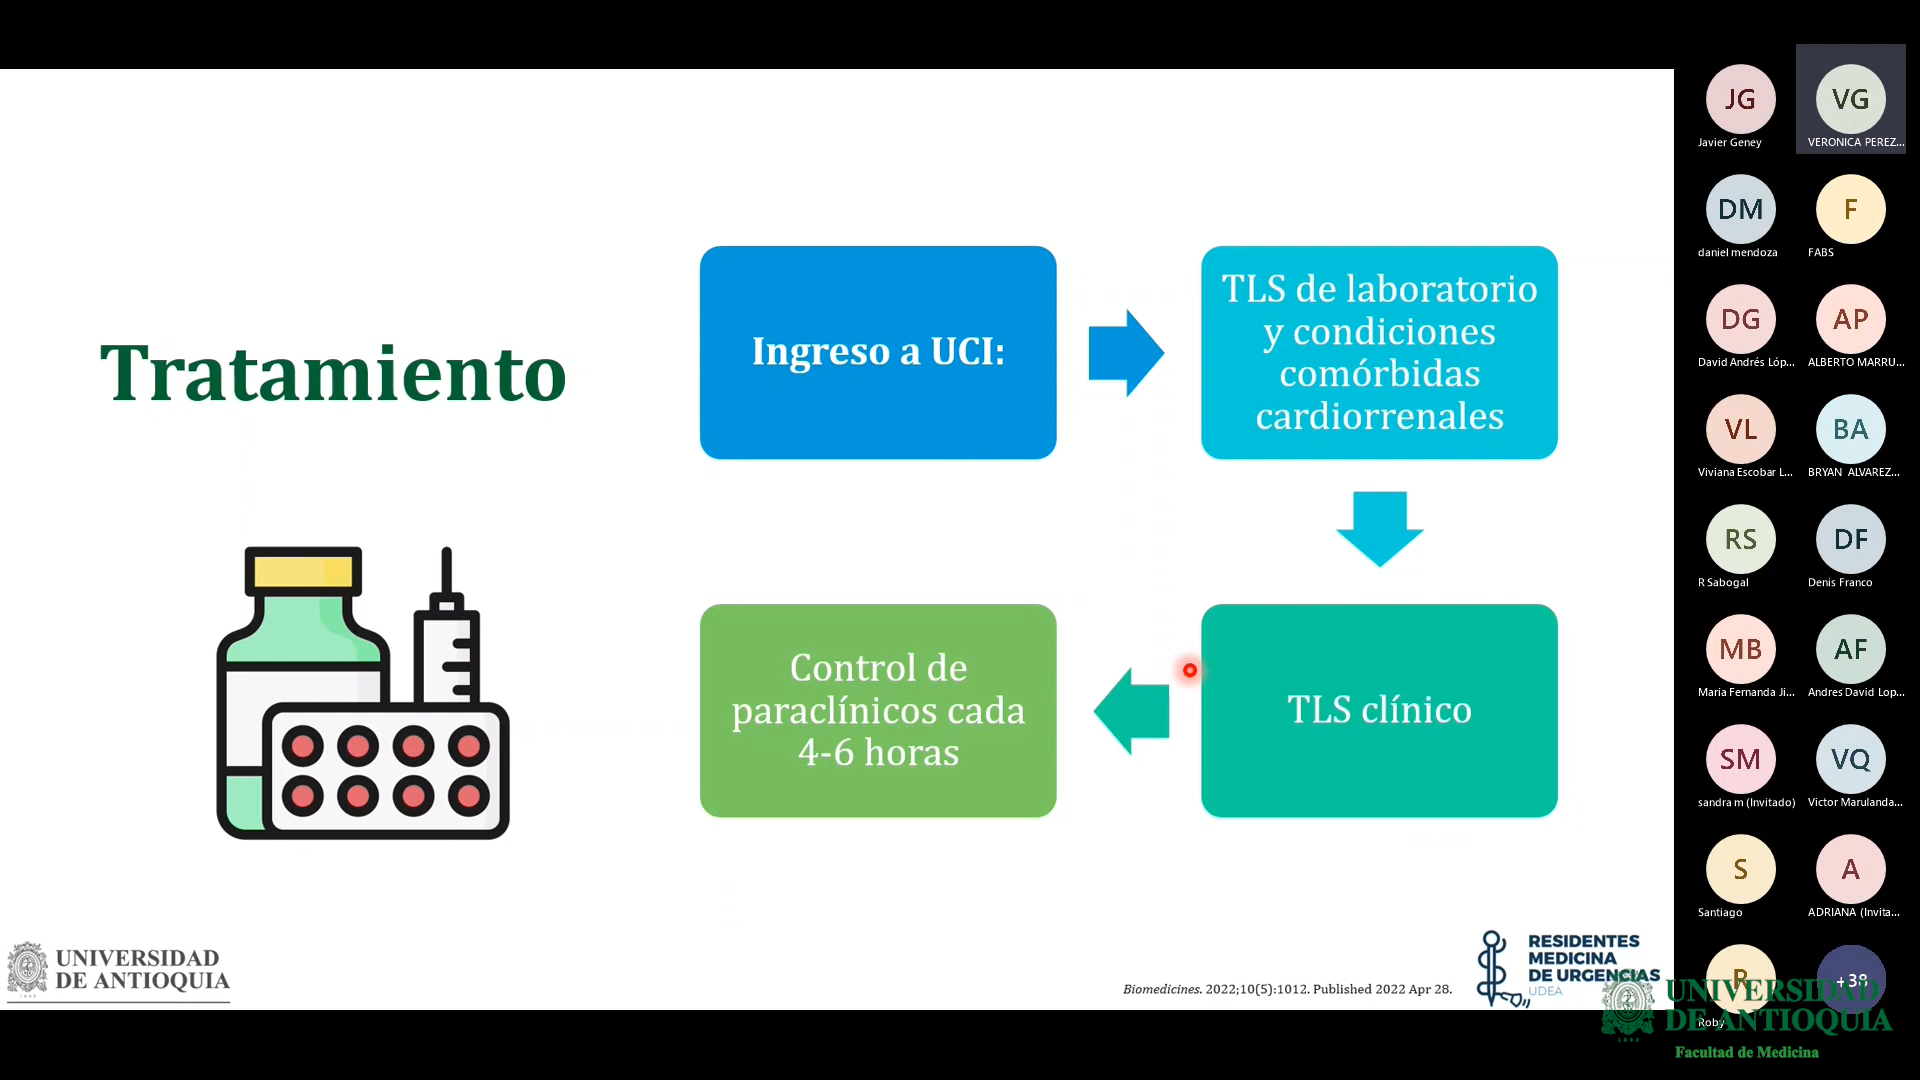 Tratamiento
Ingreso a UCI:
TLS de laboratorio
y condiciones
comórbidas
cardiorrenales
TLS clínico
Control de
paraclínicos cada
4-6 horas
UNIVERSIDAD
DE ANTIOQUIA
1803
Biomedicines. 2022;10(5):1012. Published 2022 Apr 28.
RESIDENTES
MEDICINA
DE URGENCIAS
UDEA
JG
Javier Geney
VG
VERONICA PEREZ...
DM
daniel mendoza
F
FABS
DG
David Andrés Lóp...
AP
ALBERTO MARRU...
VL
Viviana Escobar L...
BA
BRYAN ALVAREZ...
RS
R Sabogal
DF
Denis Franco
MB
Maria Fernanda Ji...
AF
Andres David Lop...
SM
sandra m (Invitado)
VQ
Victor Marulanda...
S
Santiago
A
ADRIANA (Invita...
R
Roby
+38
UNIVERSIDAD
DE ANTIOQUIA
1803
Facultad de Medicina